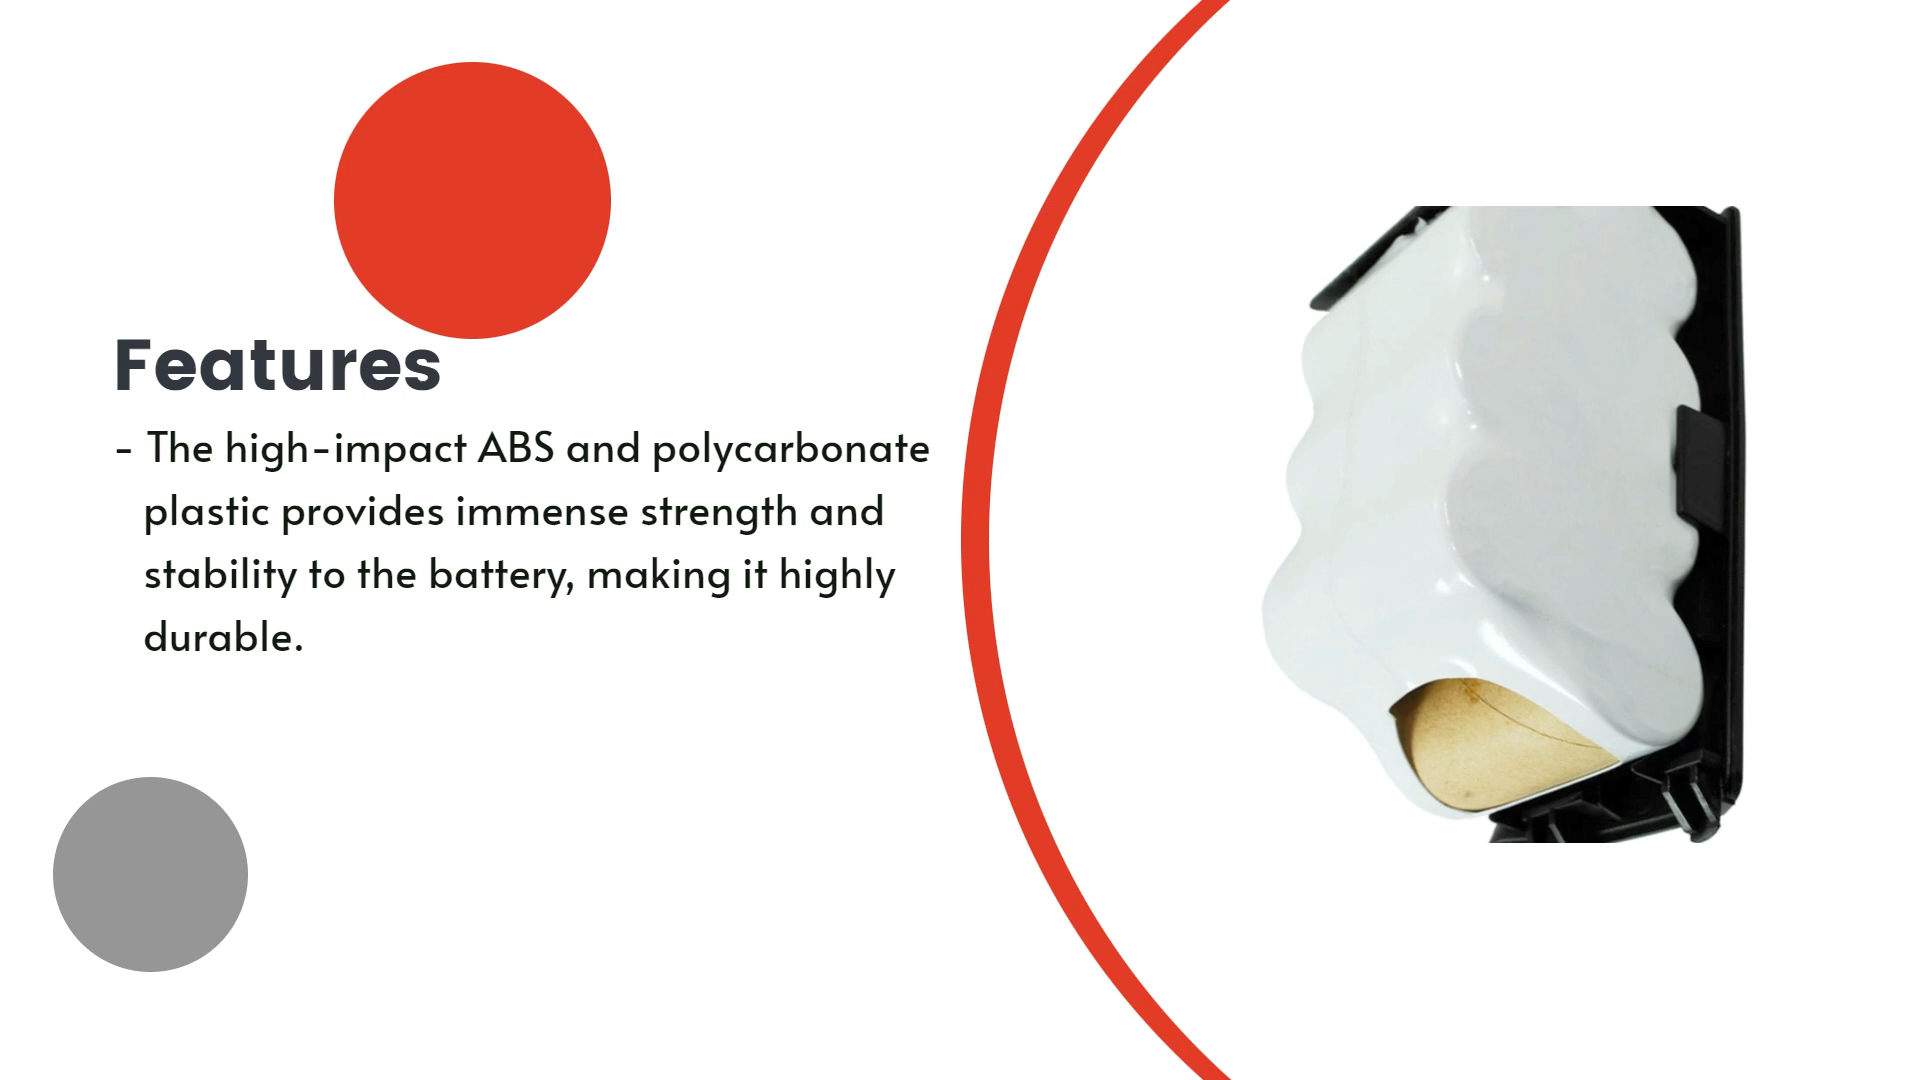 Features
- The high-impact ABS and polycarbonate
plastic provides immense strength and
stability to the battery, making it highly
durable.